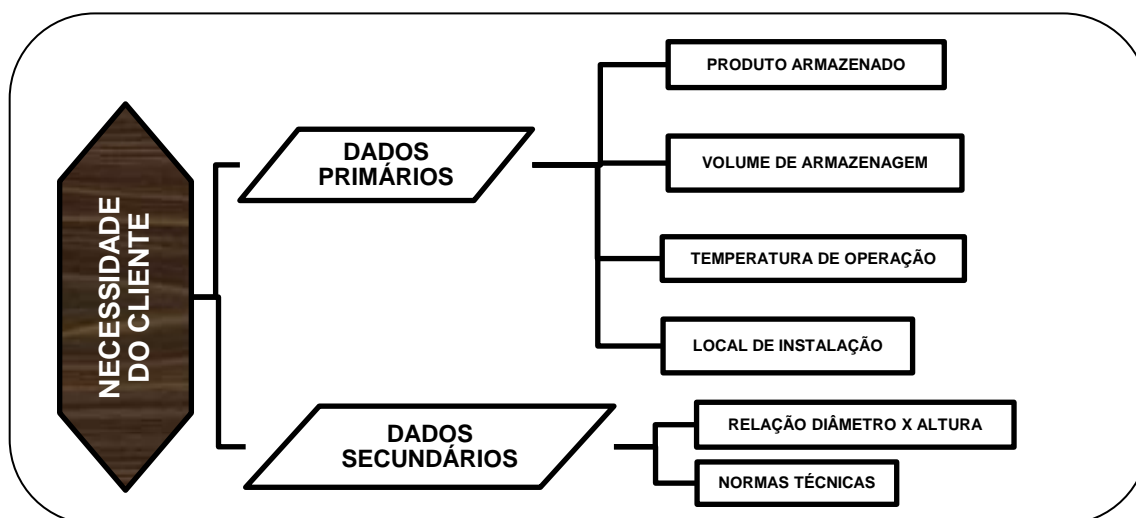 NECESSIDADE
DO CLIENTE
DADOS
PRIMÁRIOS
PRODUTO ARMAZENADO
VOLUME DE ARMAZENAGEM
TEMPERATURA DE OPERAÇÃO
LOCAL DE INSTALAÇÃO
DADOS
SECUNDÁRIOS
RELAÇÃO DIÂMETRO X ALTURA
NORMAS TÉCNICAS